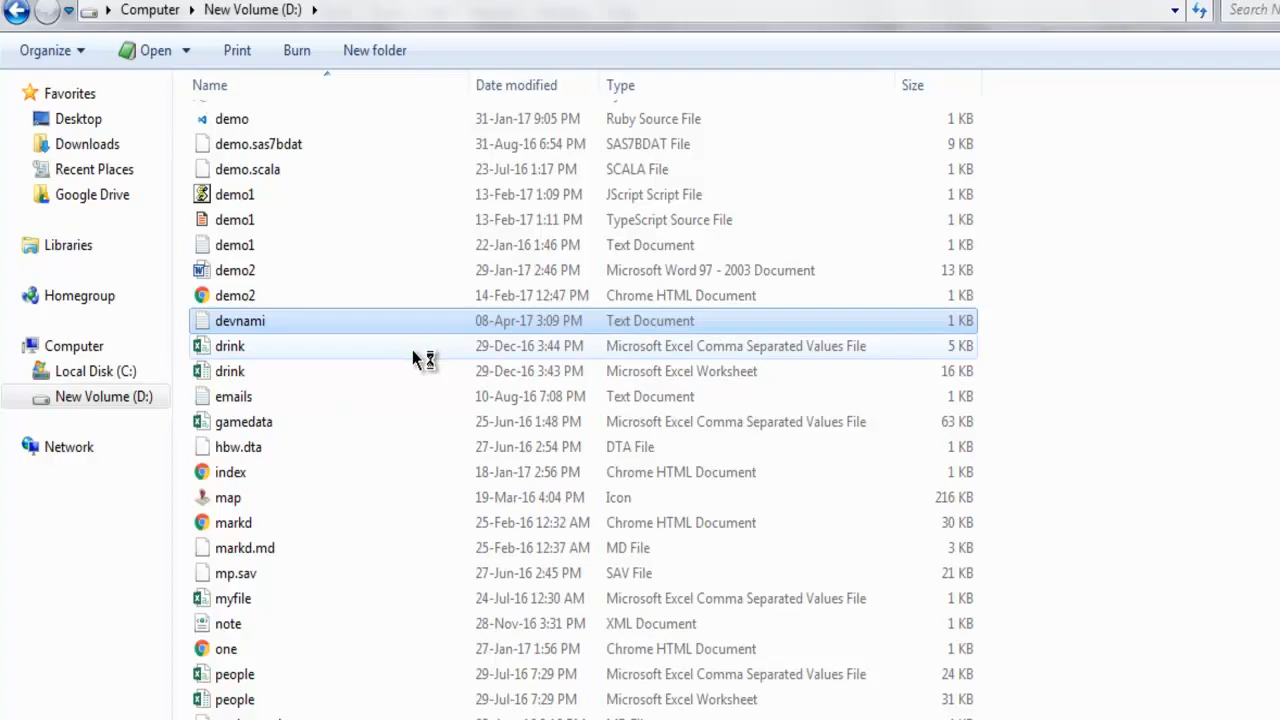 Computer ▸ New Volume (D:) ▸ Search N
Organize Open Print Burn New folder
Name Date modified Type Size
Favorites
Desktop
Downloads
Recent Places
Google Drive
Libraries
Homegroup
Computer
Local Disk (C:)
New Volume (D:)
Network
demo 31-Jan-17 9:05 PM Ruby Source File 1 KB
demo.sas7bdat 31-Aug-16 6:54 PM SAS7BDAT File 9 KB
demo.scala 23-Jul-16 1:17 PM SCALA File 1 KB
demo1 13-Feb-17 1:09 PM JScript Script File 1 KB
demo1 13-Feb-17 1:11 PM TypeScript Source File 1 KB
demo1 22-Jan-16 1:46 PM Text Document 1 KB
demo2 29-Jan-17 2:46 PM Microsoft Word 97 - 2003 Document 13 KB
demo2 14-Feb-17 12:47 PM Chrome HTML Document 1 KB
devnami 08-Apr-17 3:09 PM Text Document 1 KB
drink 29-Dec-16 3:44 PM Microsoft Excel Comma Separated Values File 5 KB
drink 29-Dec-16 3:43 PM Microsoft Excel Worksheet 16 KB
emails 10-Aug-16 7:08 PM Text Document 1 KB
gamedata 25-Jun-16 1:48 PM Microsoft Excel Comma Separated Values File 63 KB
hbw.dta 27-Jun-16 2:54 PM DTA File 1 KB
index 18-Jan-17 2:56 PM Chrome HTML Document 1 KB
map 19-Mar-16 4:04 PM Icon 216 KB
markd 25-Feb-16 12:32 AM Chrome HTML Document 30 KB
markd.md 25-Feb-16 12:37 AM MD File 3 KB
mp.sav 27-Jun-16 2:45 PM SAV File 21 KB
myfile 24-Jul-16 12:30 AM Microsoft Excel Comma Separated Values File 1 KB
note 28-Nov-16 3:31 PM XML Document 1 KB
one 27-Jan-17 1:56 PM Chrome HTML Document 1 KB
people 29-Jul-16 7:29 PM Microsoft Excel Comma Separated Values File 24 KB
people 29-Jul-16 7:29 PM Microsoft Excel Worksheet 31 KB